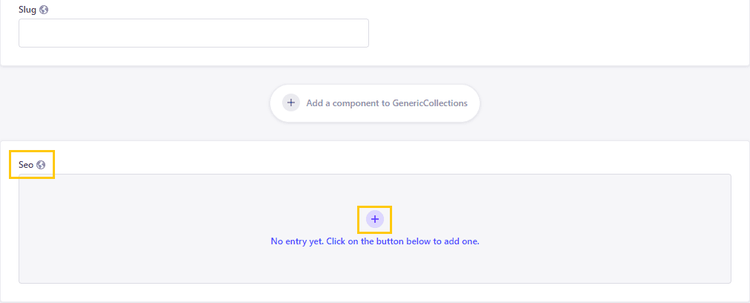 Slug
Add a component to GenericCollections
Seo
No entry yet. Click on the button below to add one.